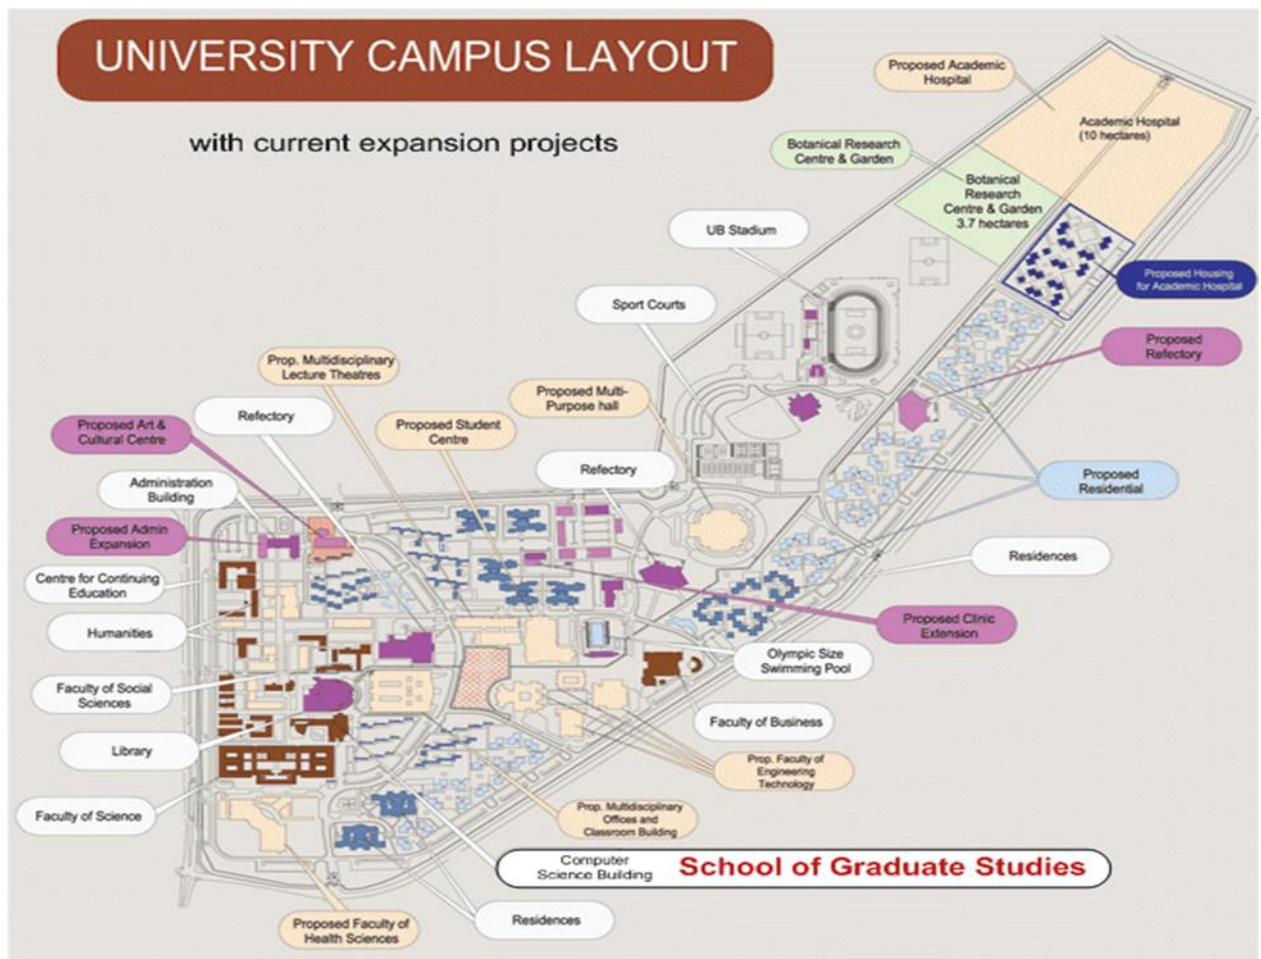 UNIVERSITY CAMPUS LAYOUT
with current expansion projects
Proposed Academic
Hospital
Academic Hospital
(10 hectares)
Botanical Research
Centre & Garden
Botanical
Research
Centre & Garden
3.7 hectares
UB Stadium
Proposed Housing
for Academic Hospital
Sport Courts
Proposed
Refectory
Prop. Multidisciplinary
Lecture Theatres
Proposed Multi-
Purpose hall
Refectory
Proposed Art &
Cultural Centre
Proposed Student
Centre
Refectory
Proposed
Residential
Administration
Building
Proposed Admin
Expansion
Residences
Centre for Continuing
Education
Humanities
Proposed Clinic
Extension
Olympic Size
Swimming Pool
Faculty of Social
Sciences
Faculty of Business
Library
Prop. Faculty of
Engineering
Technology
Faculty of Science
Prop. Multidisciplinary
Offices and
Classroom Building
Computer
Science Building
School of Graduate Studies
Residences
Proposed Faculty of
Health Sciences